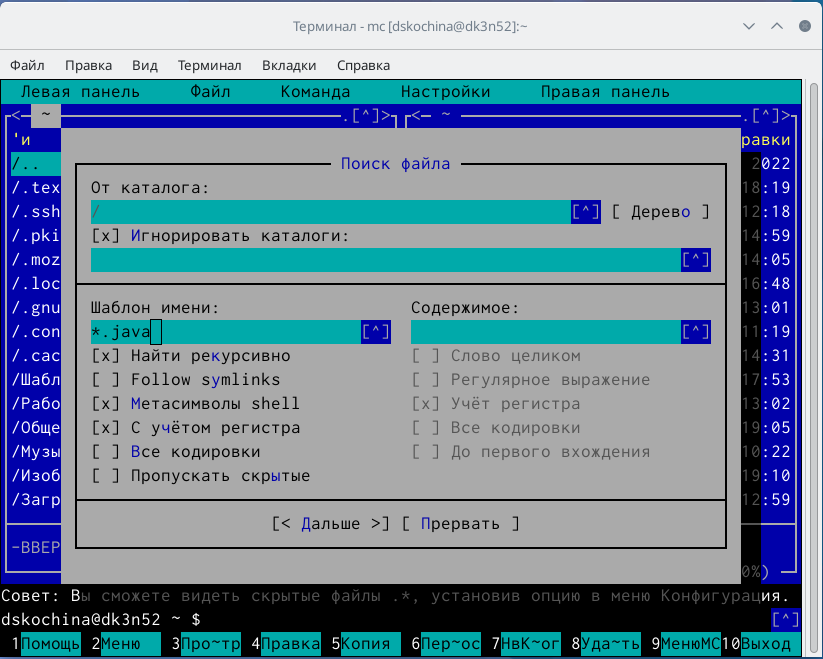 Терминал - mc [dskochina@dk3n52]:~
Файл Правка Вид Терминал Вкладки Справка
Левая панель Файл Команда Настройки Правая панель
<─ ~ .[^]> <─ ~ .[^]>
'и равки
/.. 2022
/.tex 18:19
/.ssh 12:18
/.pki 14:59
/.moz 14:05
/.loc 16:48
/.gnu 13:01
/.con 11:19
/.cac 14:31
/Шабл 17:53
/Рабо 13:02
/Обще 19:05
/Музы 10:22
/Изоб 19:10
/Загр 12:59
-ВВЕР
0%)
Поиск файла
От каталога:
/ [^] [ Дерево ]
[x] Игнорировать каталоги:
[^]
Шаблон имени: Содержимое:
*.java [^] [^]
[x] Найти рекурсивно [ ] Слово целиком
[ ] Follow symlinks [ ] Регулярное выражение
[x] Метасимволы shell [x] Учёт регистра
[x] С учётом регистра [ ] Все кодировки
[ ] Все кодировки [ ] До первого вхождения
[ ] Пропускать скрытые
[< Дальше >] [ Прервать ]
Совет: Вы сможете видеть скрытые файлы .*, установив опцию в меню Конфигурация.
dskochina@dk3n52 ~ $ [^]
1Помощь 2Меню 3Про~тр 4Правка 5Копия 6Пер~ос 7НвК~ог 8Уда~ть 9МенюMC 10Выход